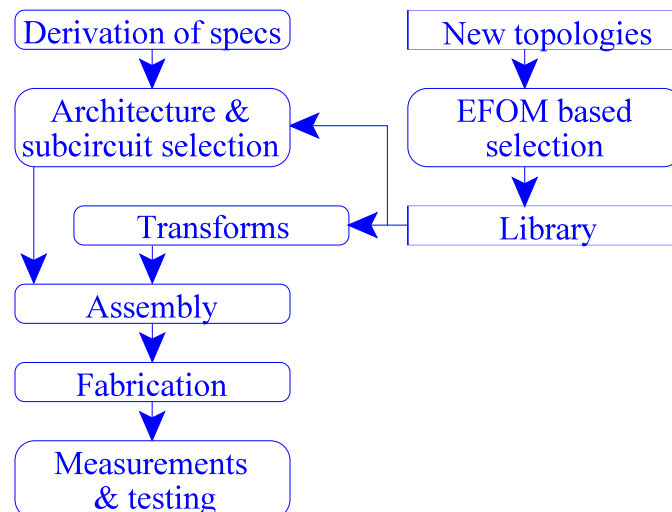 Derivation of specs
New topologies
Architecture &
subcircuit selection
EFOM based
selection
Transforms
Library
Assembly
Fabrication
Measurements
& testing